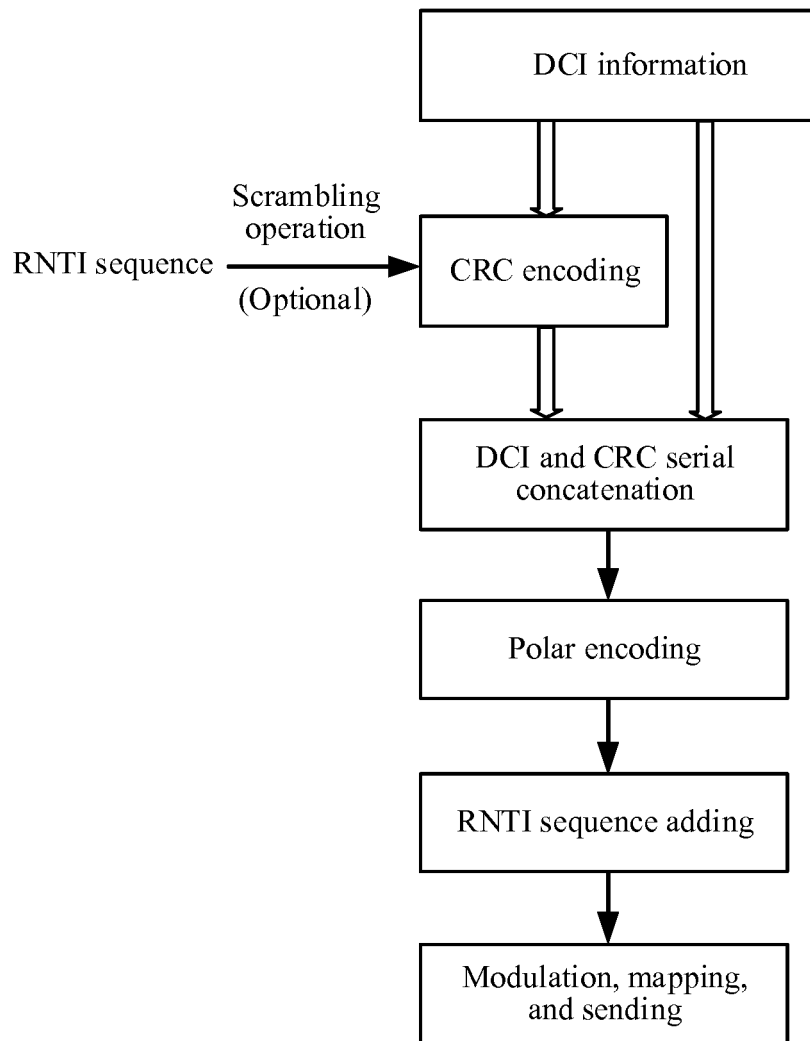 DCI information
Scrambling
operation
RNTI sequence
(Optional)
CRC encoding
DCI and CRC serial
concatenation
Polar encoding
RNTI sequence adding
Modulation, mapping,
and sending